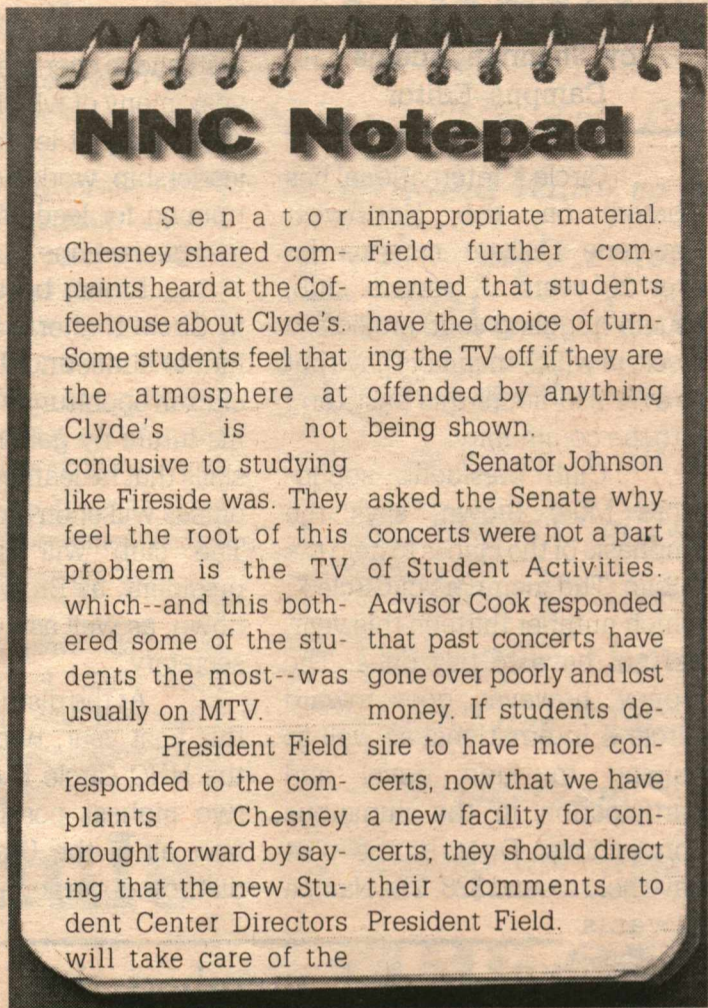 NNC Notepad
Senator
Chesney shared com-
plaints heard at the Cof-
feehouse about Clyde's.
Some students feel that
the atmosphere at
Clyde's is not
condusive to studying
like Fireside was. They
feel the root of this
problem is the TV
which--and this both-
ered some of the stu-
dents the most--was
usually on MTV.
President Field
responded to the com-
plaints Chesney
brought forward by say-
ing that the new Stu-
dent Center Directors
will take care of the
innappropriate material.
Field further com-
mented that students
have the choice of turn-
ing the TV off if they are
offended by anything
being shown.
Senator Johnson
asked the Senate why
concerts were not a part
of Student Activities.
Advisor Cook responded
that past concerts have
gone over poorly and lost
money. If students de-
sire to have more con-
certs, now that we have
a new facility for con-
certs, they should direct
their comments to
President Field.